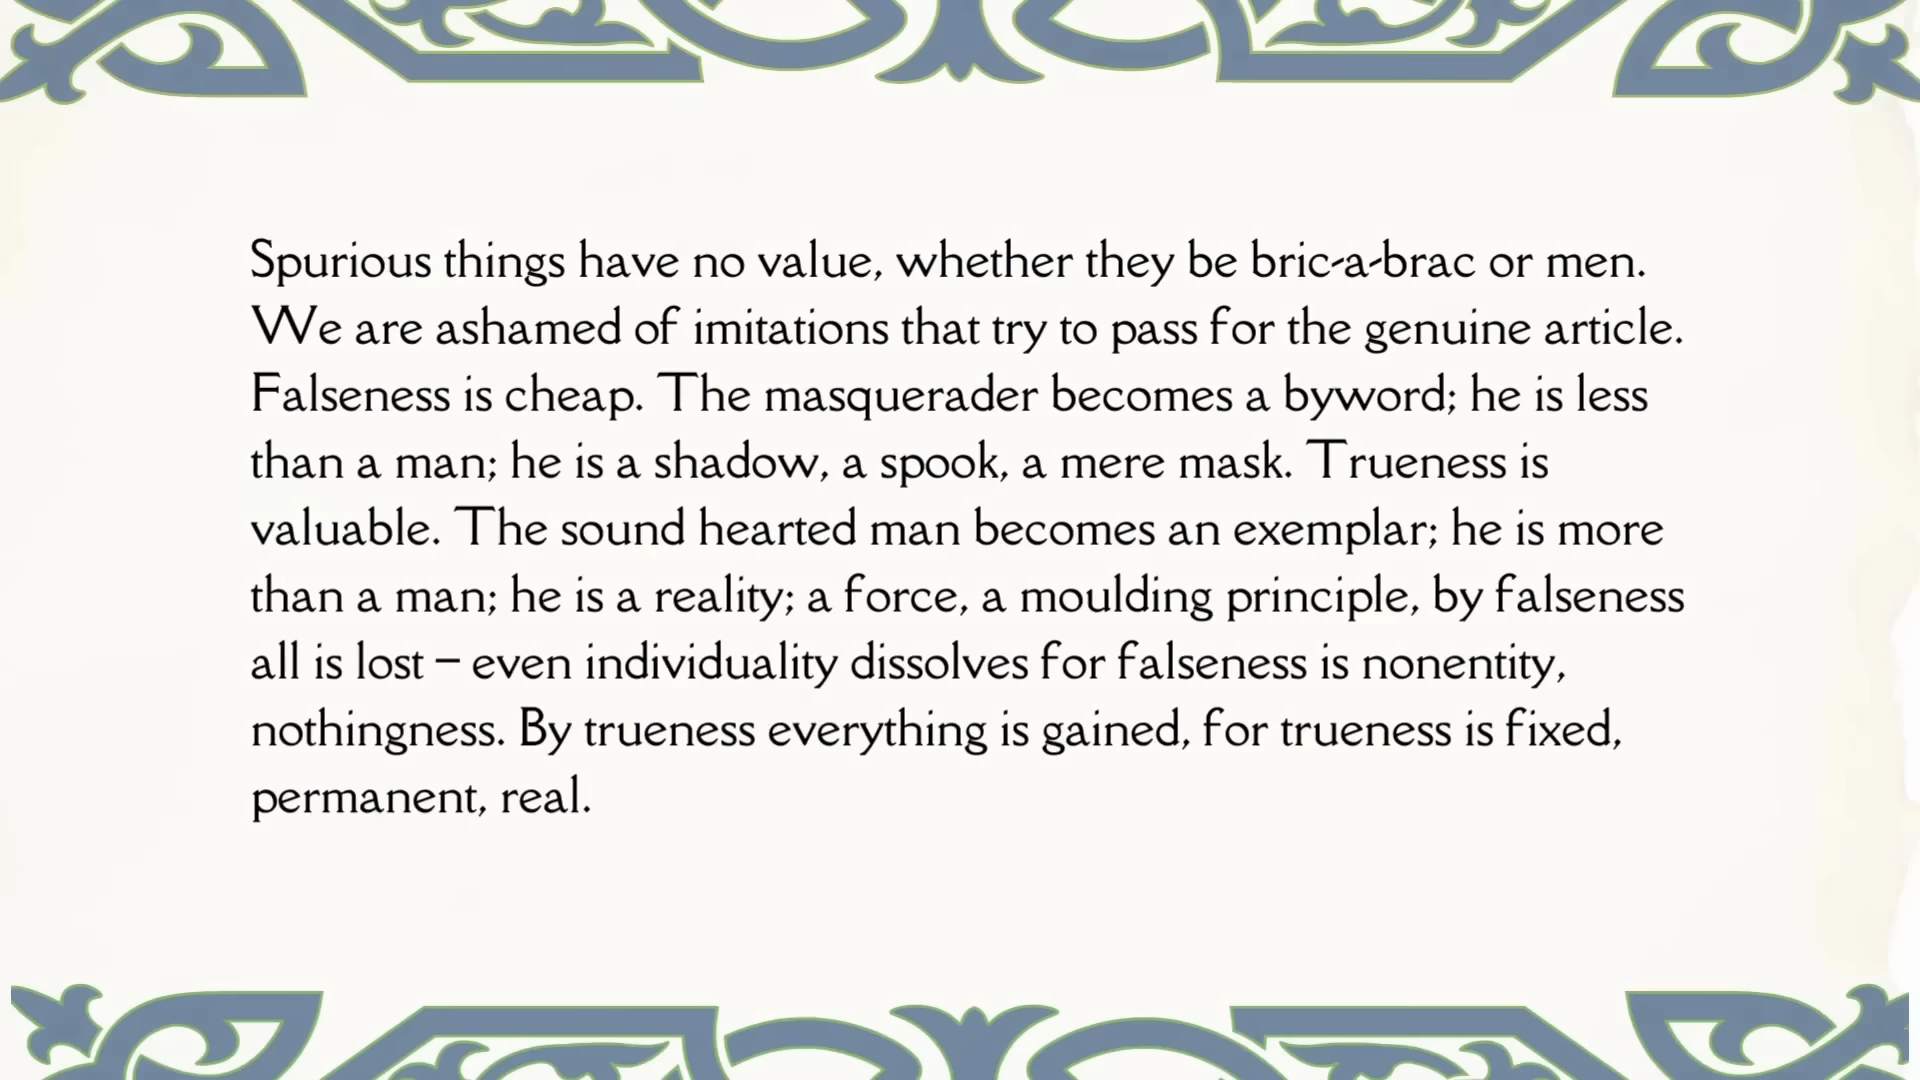 Spurious things have no value, whether they be bric-a-brac or men.
We are ashamed of imitations that try to pass for the genuine article.
Falseness is cheap. The masquerader becomes a byword; he is less
than a man; he is a shadow, a spook, a mere mask. Trueness is
valuable. The sound hearted man becomes an exemplar; he is more
than a man; he is a reality; a force, a moulding principle, by falseness
all is lost – even individuality dissolves for falseness is nonentity,
nothingness. By trueness everything is gained, for trueness is fixed,
permanent, real.